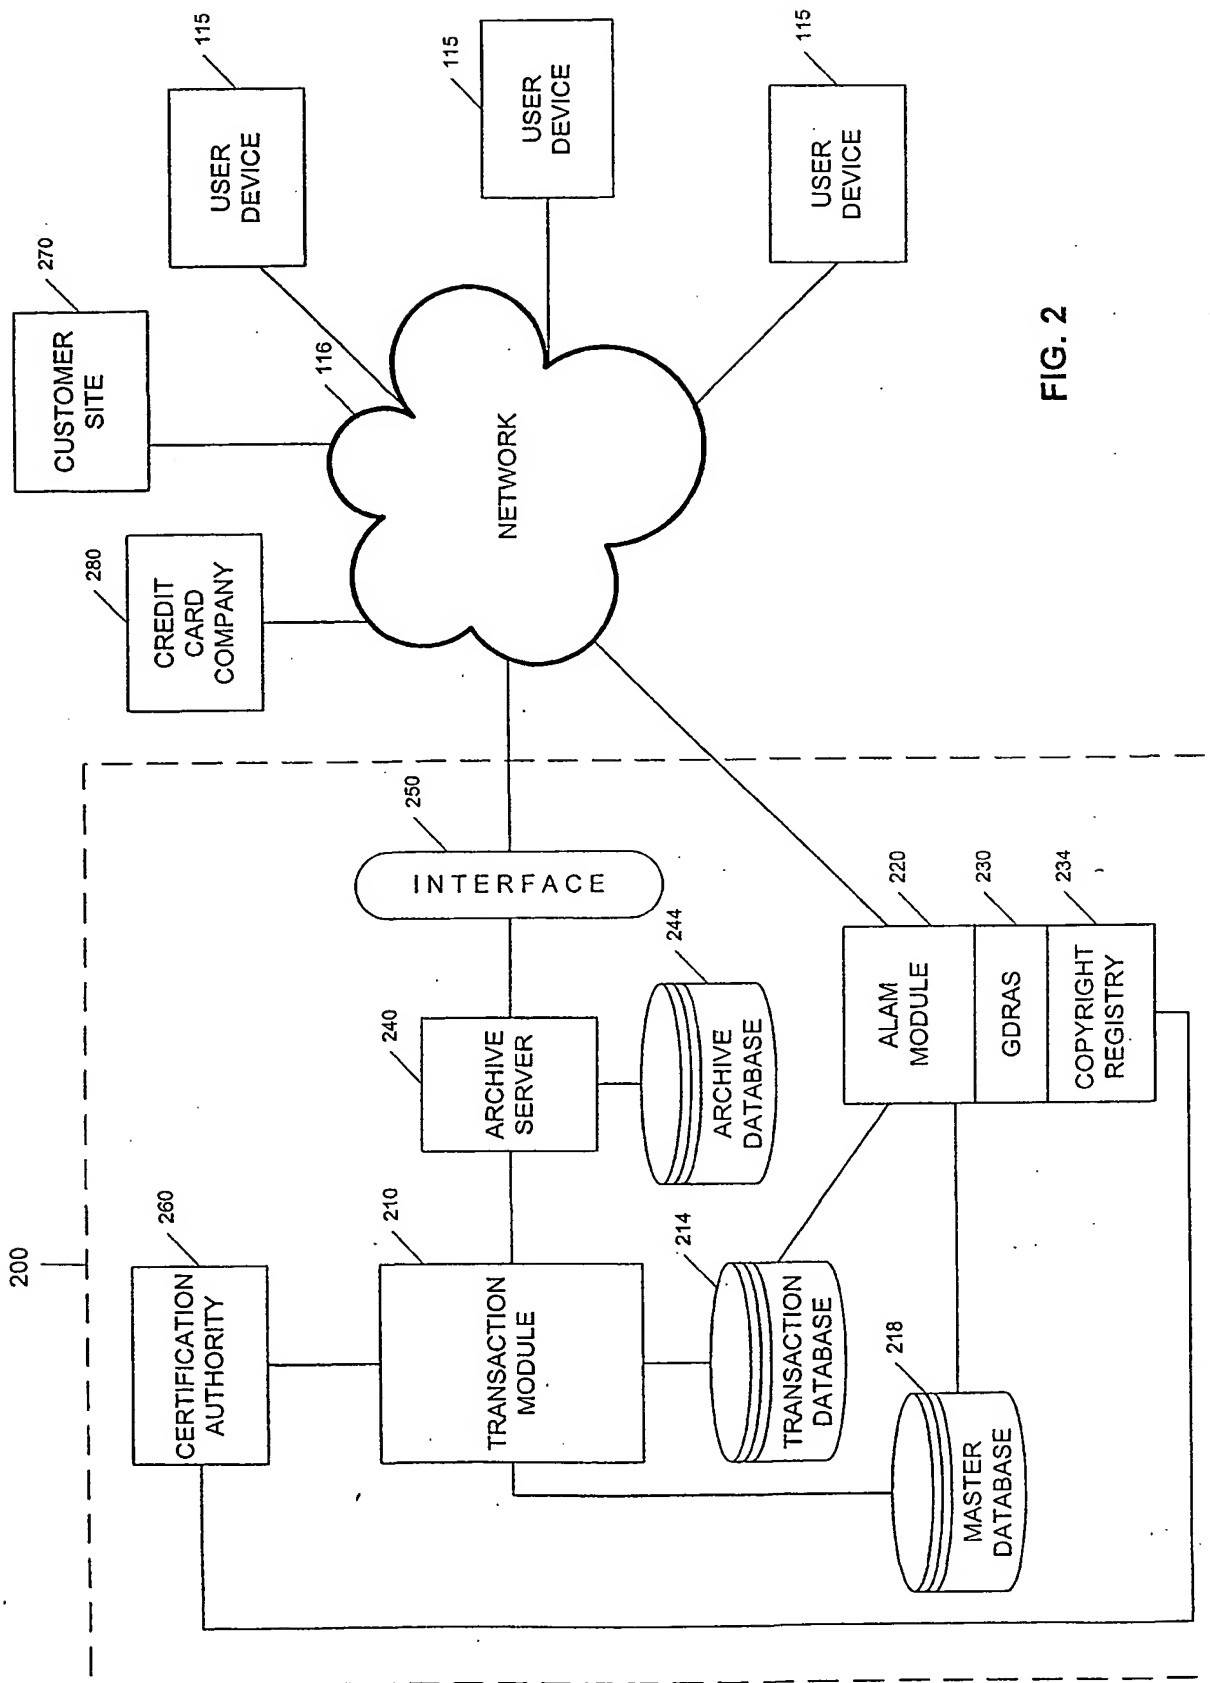 200
CERTIFICATION
AUTHORITY
260
TRANSACTION
MODULE
210
TRANSACTION
DATABASE
214
MASTER
DATABASE
218
ARCHIVE
SERVER
240
ARCHIVE
DATABASE
244
INTERFACE
250
ALAM
MODULE
220
GDRAS
230
COPYRIGHT
REGISTRY
234
CREDIT
CARD
COMPANY
280
CUSTOMER
SITE
270
NETWORK
116
USER
DEVICE
115
USER
DEVICE
115
USER
DEVICE
115
FIG. 2